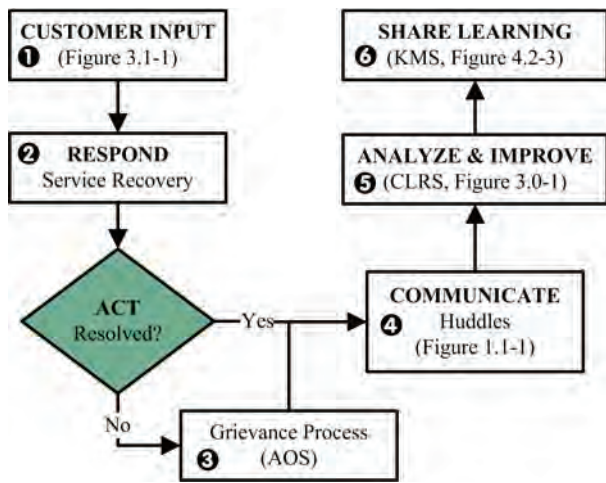 CUSTOMER INPUT
❶ (Figure 3.1-1)
❷ RESPOND
Service Recovery
ACT
Resolved?
Yes
No
Grievance Process
❸ (AOS)
COMMUNICATE
❹ Huddles
(Figure 1.1-1)
ANALYZE & IMPROVE
❺ (CLRS, Figure 3.0-1)
SHARE LEARNING
❻ (KMS, Figure 4.2-3)